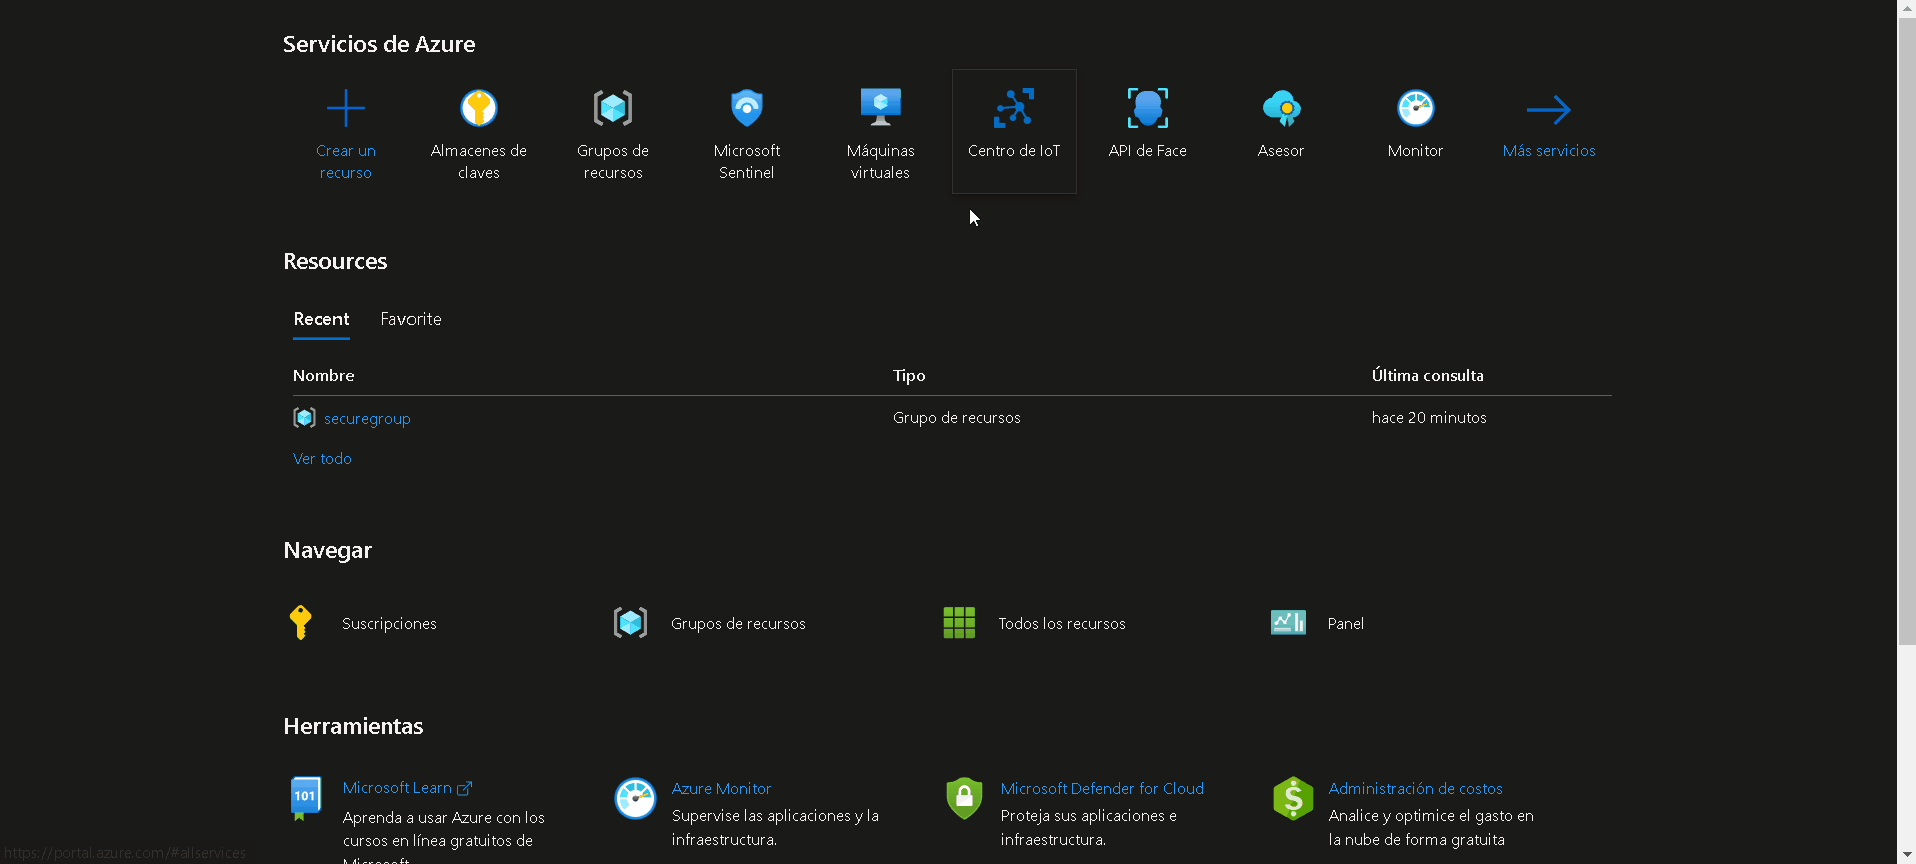 Servicios de Azure
Crear un
recurso
Almacenes de
claves
Grupos de
recursos
Microsoft
Sentinel
Máquinas
virtuales
Centro de IoT
API de Face
Asesor
Monitor
Más servicios
Resources
Recent
Favorite
Nombre
Tipo
Última consulta
securegroup
Grupo de recursos
hace 20 minutos
Ver todo
Navegar
Suscripciones
Grupos de recursos
Todos los recursos
Panel
Herramientas
101
Microsoft Learn
Aprenda a usar Azure con los
cursos en línea gratuitos de
Microsoft.
Azure Monitor
Supervise las aplicaciones y la
infraestructura.
Microsoft Defender for Cloud
Proteja sus aplicaciones e
infraestructura.
Administración de costos
Analice y optimice el gasto en
la nube de forma gratuita
https://portal.azure.com/#allservices